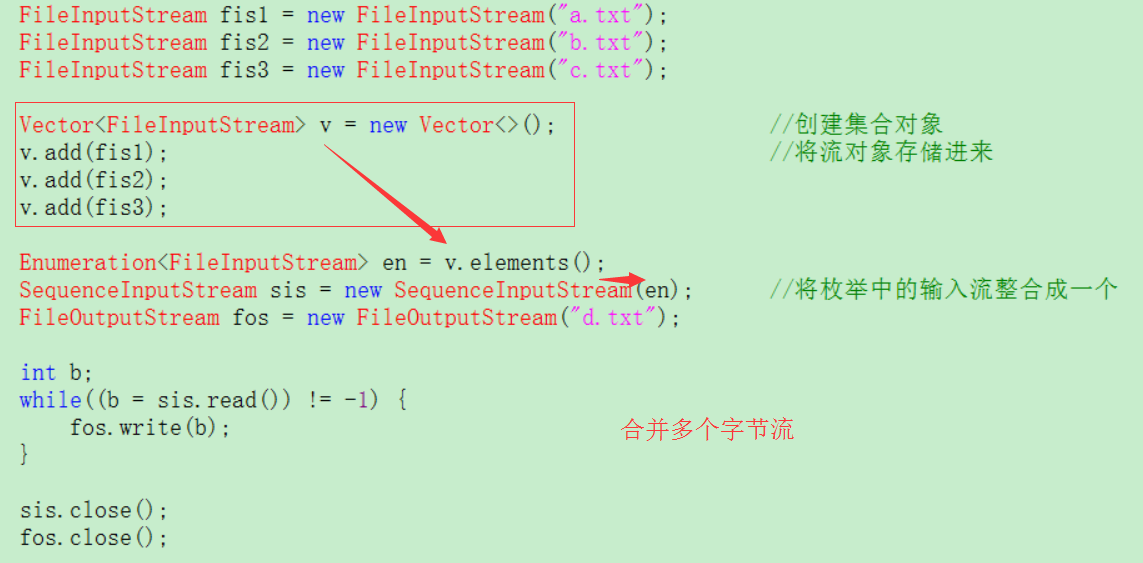 FileInputStream fis1 = new FileInputStream("a.txt");
FileInputStream fis2 = new FileInputStream("b.txt");
FileInputStream fis3 = new FileInputStream("c.txt");
Vector<FileInputStream> v = new Vector<>(); //创建集合对象
v.add(fis1); //将流对象存储进来
v.add(fis2);
v.add(fis3);
Enumeration<FileInputStream> en = v.elements();
SequenceInputStream sis = new SequenceInputStream(en); //将枚举中的输入流整合成一个
FileOutputStream fos = new FileOutputStream("d.txt");
int b;
while((b = sis.read()) != -1) {
fos.write(b); 合并多个字节流
}
sis.close();
fos.close();